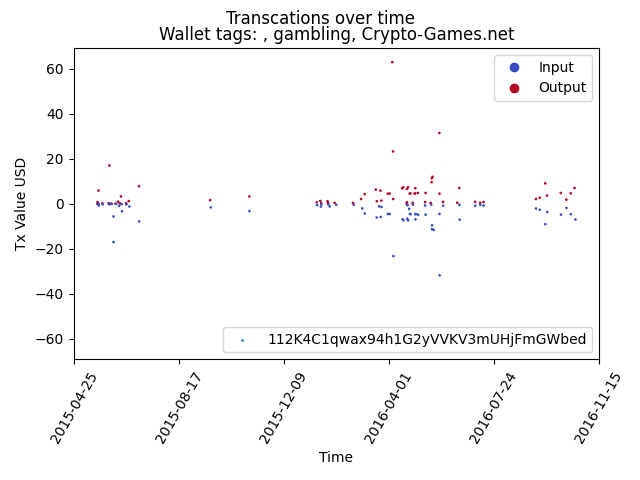 Transcations over time
Wallet tags: , gambling, Crypto-Games.net
Input
Output
Tx Value USD
60
40
20
0
−20
−40
−60
112K4C1qwax94h1G2yVVKV3mUHjFmGWbed
2015-04-25
2015-08-17
2015-12-09
2016-04-01
2016-07-24
2016-11-15
Time